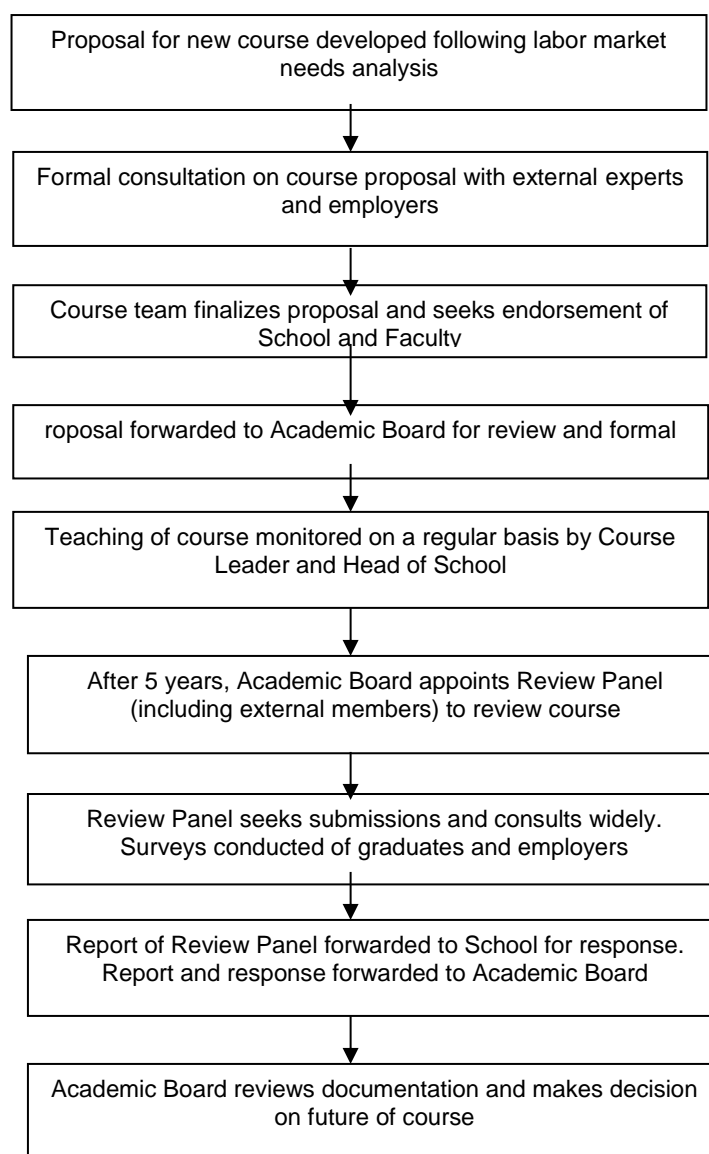 Proposal for new course developed following labor market
needs analysis
Formal consultation on course proposal with external experts
and employers
Course team finalizes proposal and seeks endorsement of
School and Faculty
roposal forwarded to Academic Board for review and formal
Teaching of course monitored on a regular basis by Course
Leader and Head of School
After 5 years, Academic Board appoints Review Panel
(including external members) to review course
Review Panel seeks submissions and consults widely.
Surveys conducted of graduates and employers
Report of Review Panel forwarded to School for response.
Report and response forwarded to Academic Board
Academic Board reviews documentation and makes decision
on future of course